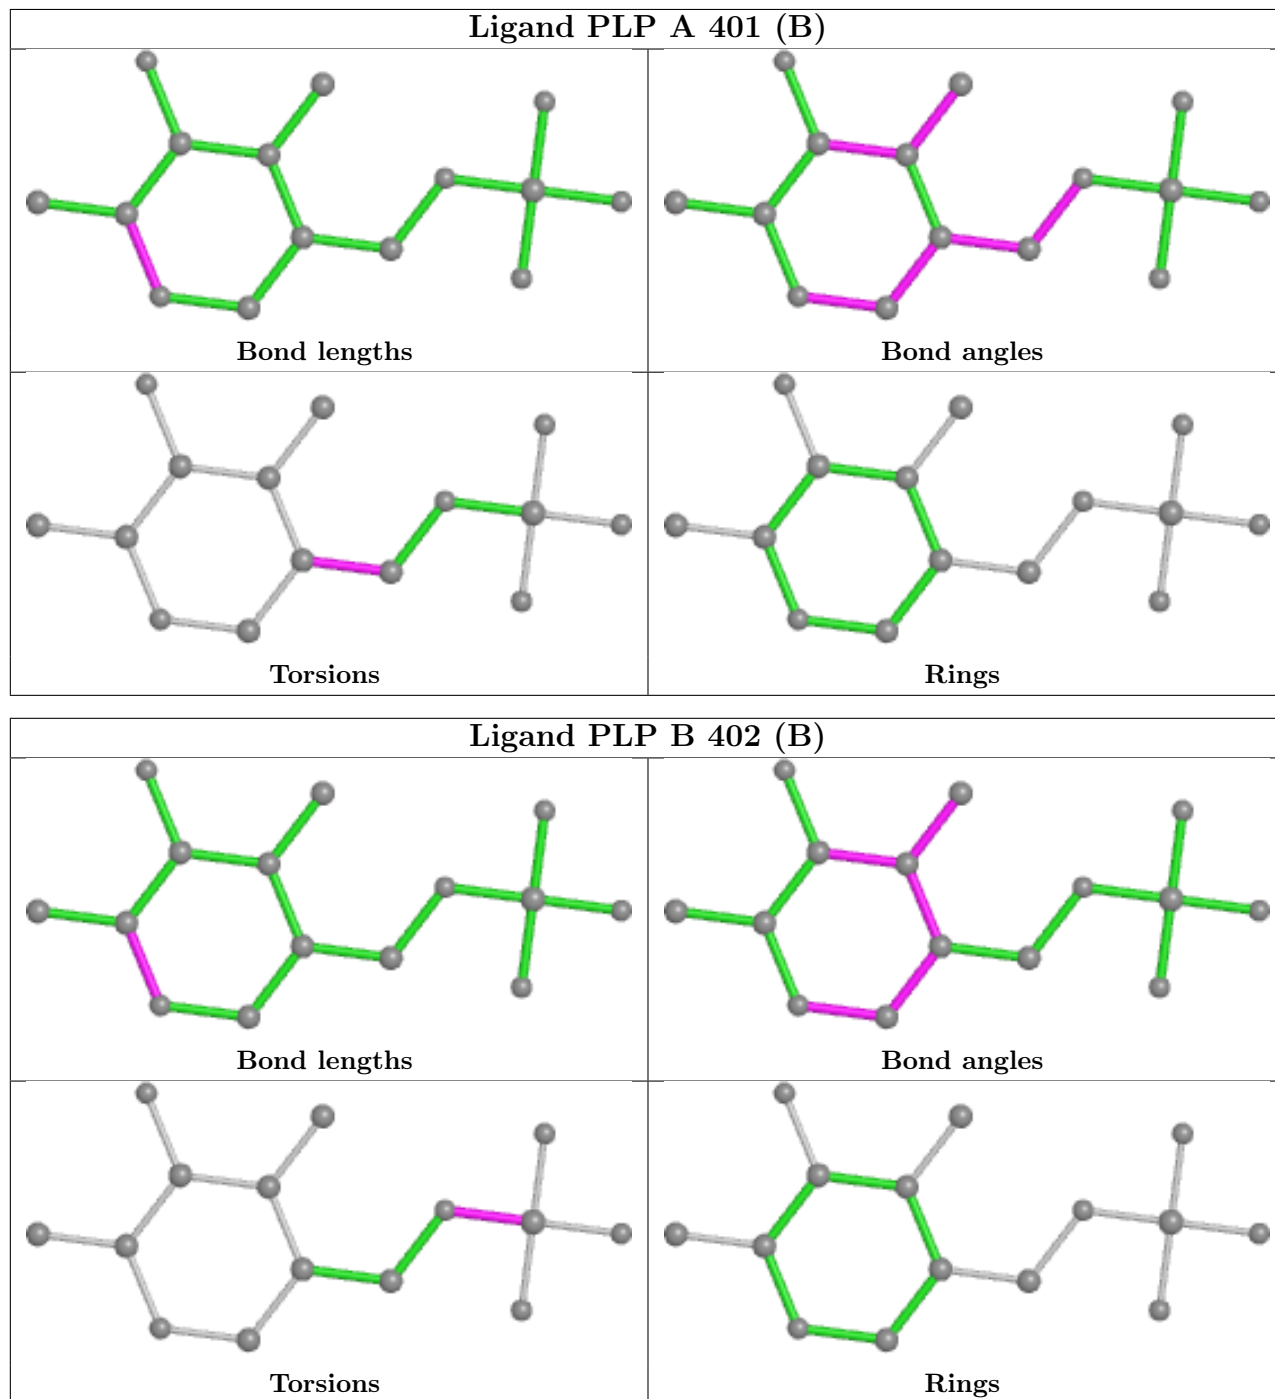 Ligand PLP A 401 (B)
Bond lengths
Bond angles
Torsions
Rings
Ligand PLP B 402 (B)
Bond lengths
Bond angles
Torsions
Rings